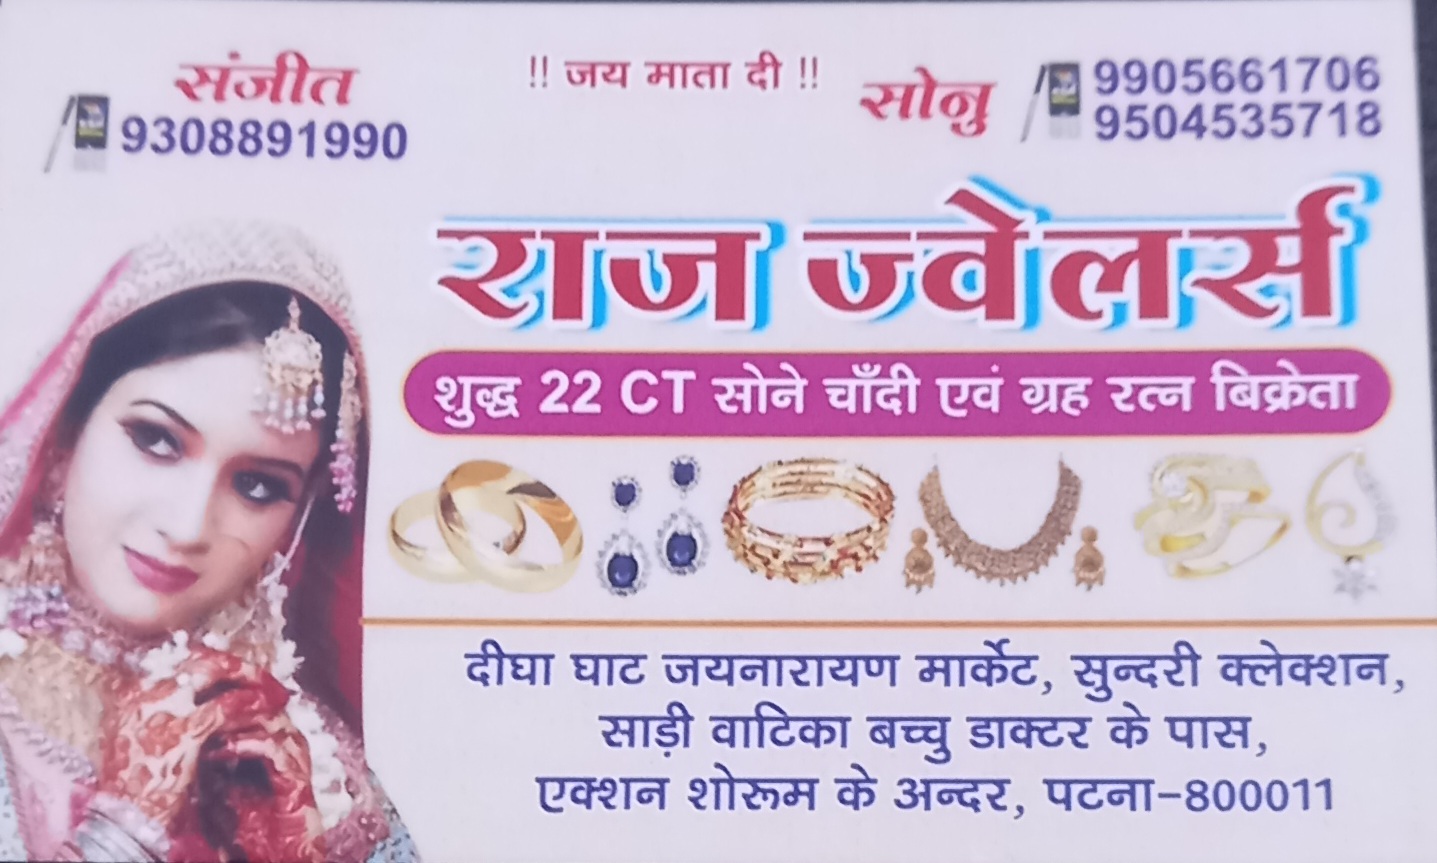 !! जय माता दी !!
संजीत
9308891990
सोनु
9905661706
9504535718
राज ज्वेलर्स
शुद्ध 22 CT सोने चाँदी एवं ग्रह रत्न बिक्रेता
दीघा घाट जयनारायण मार्केट, सुन्दरी क्लेक्शन,
साड़ी वाटिका बच्चु डाक्टर के पास,
एक्शन शोरूम के अन्दर, पटना-800011